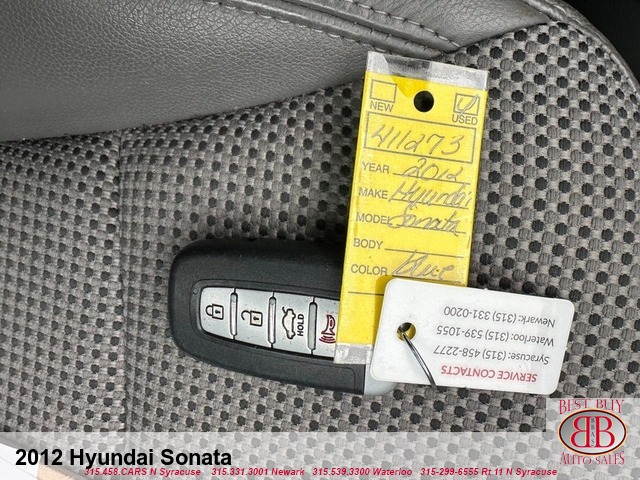 NEW
USED
411273
YEAR 2012
MAKE Hyundai
MODEL Sonata
BODY
COLOR Blue
HOLD
SERVICE CONTACTS
Syracuse: (315) 458-2277
Waterloo: (315) 539-1055
Newark: (315) 331-0200
BEST BUY
B B
AUTO SALES
2012 Hyundai Sonata
315.458.CARS N Syracuse 315.331.3001 Newark 315.539.3300 Waterloo 315-299-6555 Rt 11 N Syracuse